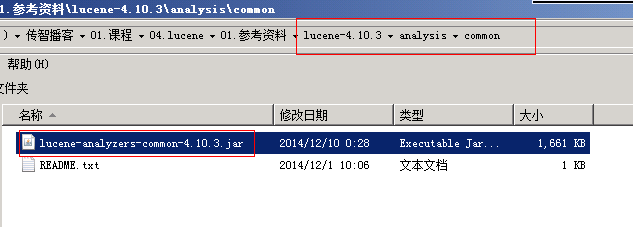 1.参考资料\lucene-4.10.3\analysis\common
) ▾ 传智播客 ▾ 01.课程 ▾ 04.lucene ▾ 01.参考资料 ▾ lucene-4.10.3 ▾ analysis ▾ common
帮助(H)
文件夹
名称 修改日期 类型 大小
lucene-analyzers-common-4.10.3.jar 2014/12/10 0:28 Executable Jar... 1,661 KB
README.txt 2014/12/1 10:06 文本文档 1 KB